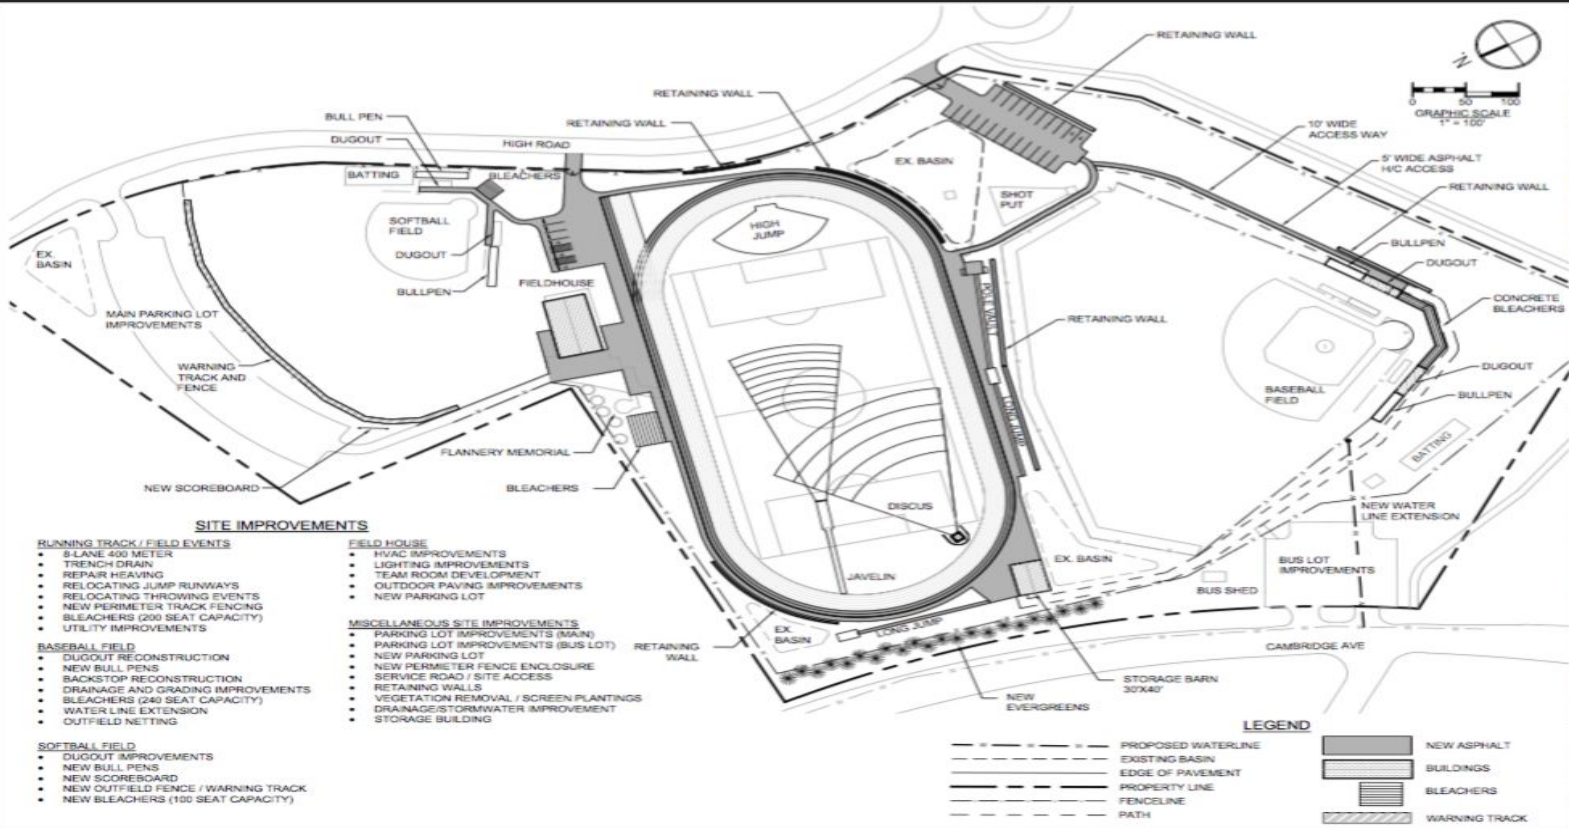 RETAINING WALL
N
0 50 100
GRAPHIC SCALE
1" = 100'
RETAINING WALL
BULL PEN
RETAINING WALL
DUGOUT
HIGH ROAD
10' WIDE
ACCESS WAY
5' WIDE ASPHALT
H/C ACCESS
BATTING
BLEACHERS
EX. BASIN
RETAINING WALL
SHOT
PUT
SOFTBALL
FIELD
HIGH
JUMP
BULLPEN
DUGOUT
DUGOUT
EX.
BASIN
BULLPEN
FIELDHOUSE
POLE VAULT
CONCRETE
BLEACHERS
MAIN PARKING LOT
IMPROVEMENTS
RETAINING WALL
WARNING
TRACK AND
FENCE
DUGOUT
BASEBALL
FIELD
BULLPEN
LONG JUMP
FLANNERY MEMORIAL
BATTING
NEW SCOREBOARD
BLEACHERS
DISCUS
NEW WATER
LINE EXTENSION
JAVELIN
EX. BASIN
BUS LOT
IMPROVEMENTS
BUS SHED
EX.
BASIN
LONG JUMP
RETAINING
WALL
CAMBRIDGE AVE
STORAGE BARN
30'X40'
NEW
EVERGREENS
SITE IMPROVEMENTS
RUNNING TRACK / FIELD EVENTS
• 8-LANE 400 METER
• TRENCH DRAIN
• REPAIR HEAVING
• RELOCATING JUMP RUNWAYS
• RELOCATING THROWING EVENTS
• NEW PERIMETER TRACK FENCING
• BLEACHERS (200 SEAT CAPACITY)
• UTILITY IMPROVEMENTS
BASEBALL FIELD
• DUGOUT RECONSTRUCTION
• NEW BULL PENS
• BACKSTOP RECONSTRUCTION
• DRAINAGE AND GRADING IMPROVEMENTS
• BLEACHERS (240 SEAT CAPACITY)
• WATER LINE EXTENSION
• OUTFIELD NETTING
SOFTBALL FIELD
• DUGOUT IMPROVEMENTS
• NEW BULL PENS
• NEW SCOREBOARD
• NEW OUTFIELD FENCE / WARNING TRACK
• NEW BLEACHERS (100 SEAT CAPACITY)
FIELD HOUSE
• HVAC IMPROVEMENTS
• LIGHTING IMPROVEMENTS
• TEAM ROOM DEVELOPMENT
• OUTDOOR PAVING IMPROVEMENTS
• NEW PARKING LOT
MISCELLANEOUS SITE IMPROVEMENTS
• PARKING LOT IMPROVEMENTS (MAIN)
• PARKING LOT IMPROVEMENTS (BUS LOT)
• NEW PARKING LOT
• NEW PERMIETER FENCE ENCLOSURE
• SERVICE ROAD / SITE ACCESS
• RETAINING WALLS
• VEGETATION REMOVAL / SCREEN PLANTINGS
• DRAINAGE/STORMWATER IMPROVEMENT
• STORAGE BUILDING
LEGEND
PROPOSED WATERLINE
EXISTING BASIN
EDGE OF PAVEMENT
PROPERTY LINE
FENCELINE
PATH
NEW ASPHALT
BUILDINGS
BLEACHERS
WARNING TRACK